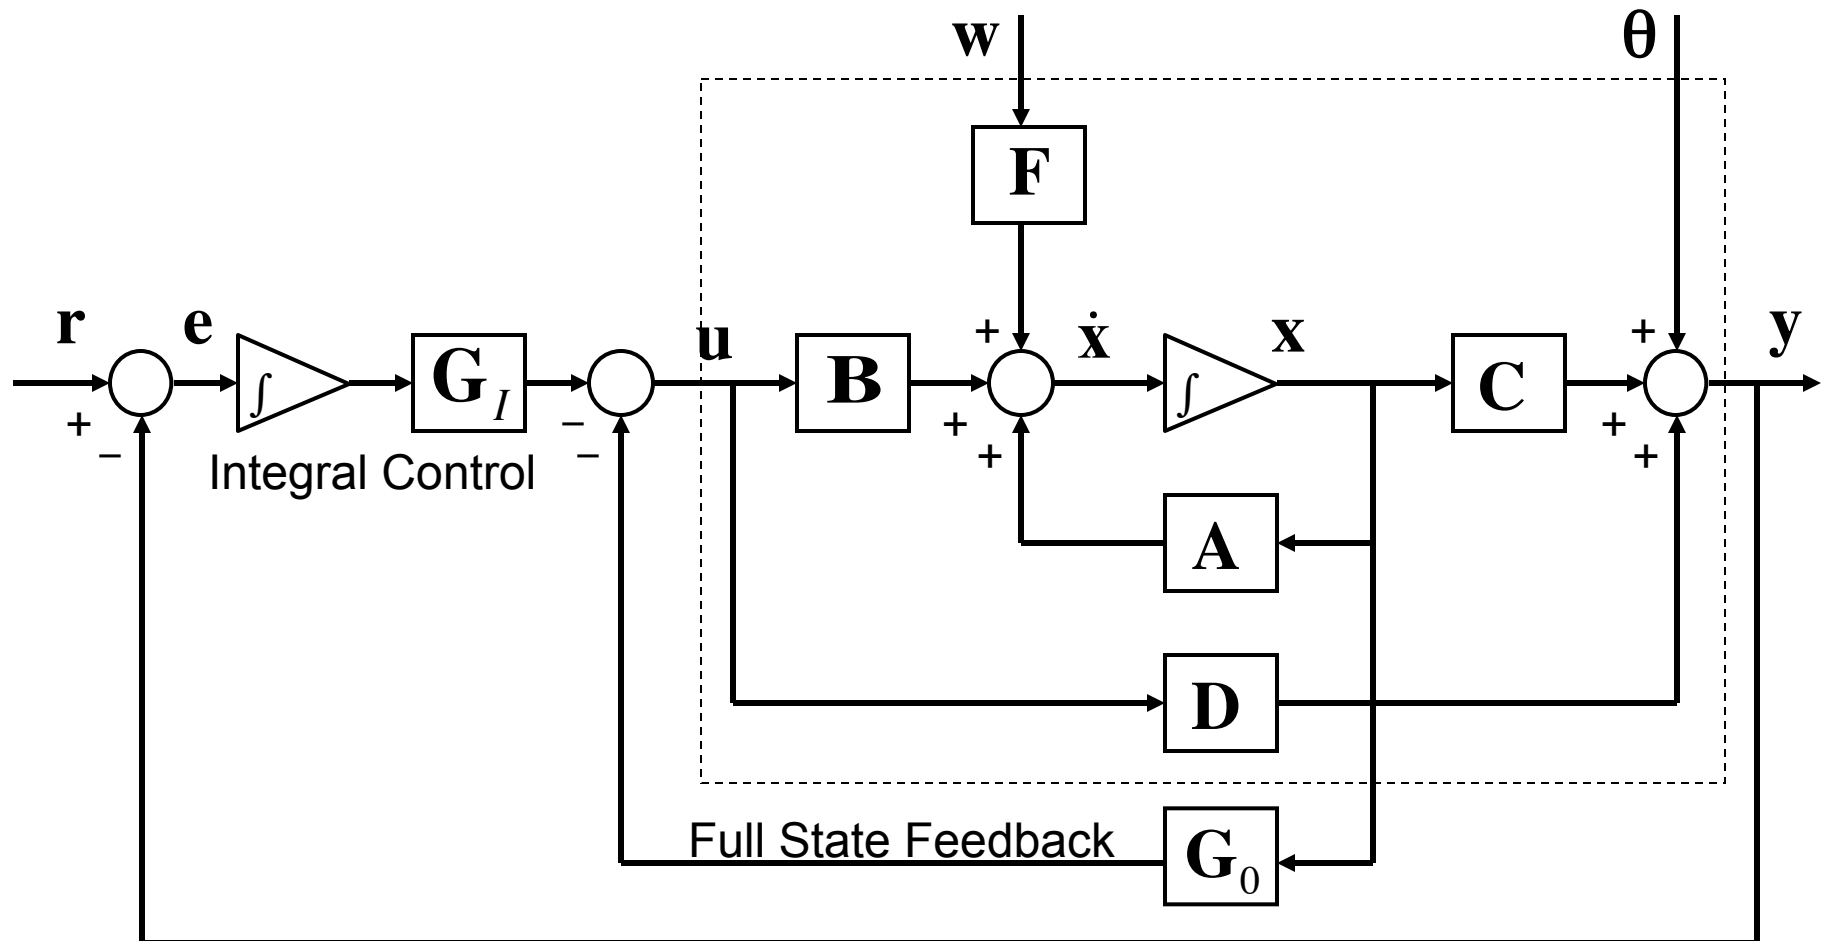 w
θ
F
r
e
u
ẋ
x
y
+
+
∫
G_I
B
∫
C
+
−
−
+
+
−
−
+
+
Integral Control
A
D
Full State Feedback
G_0